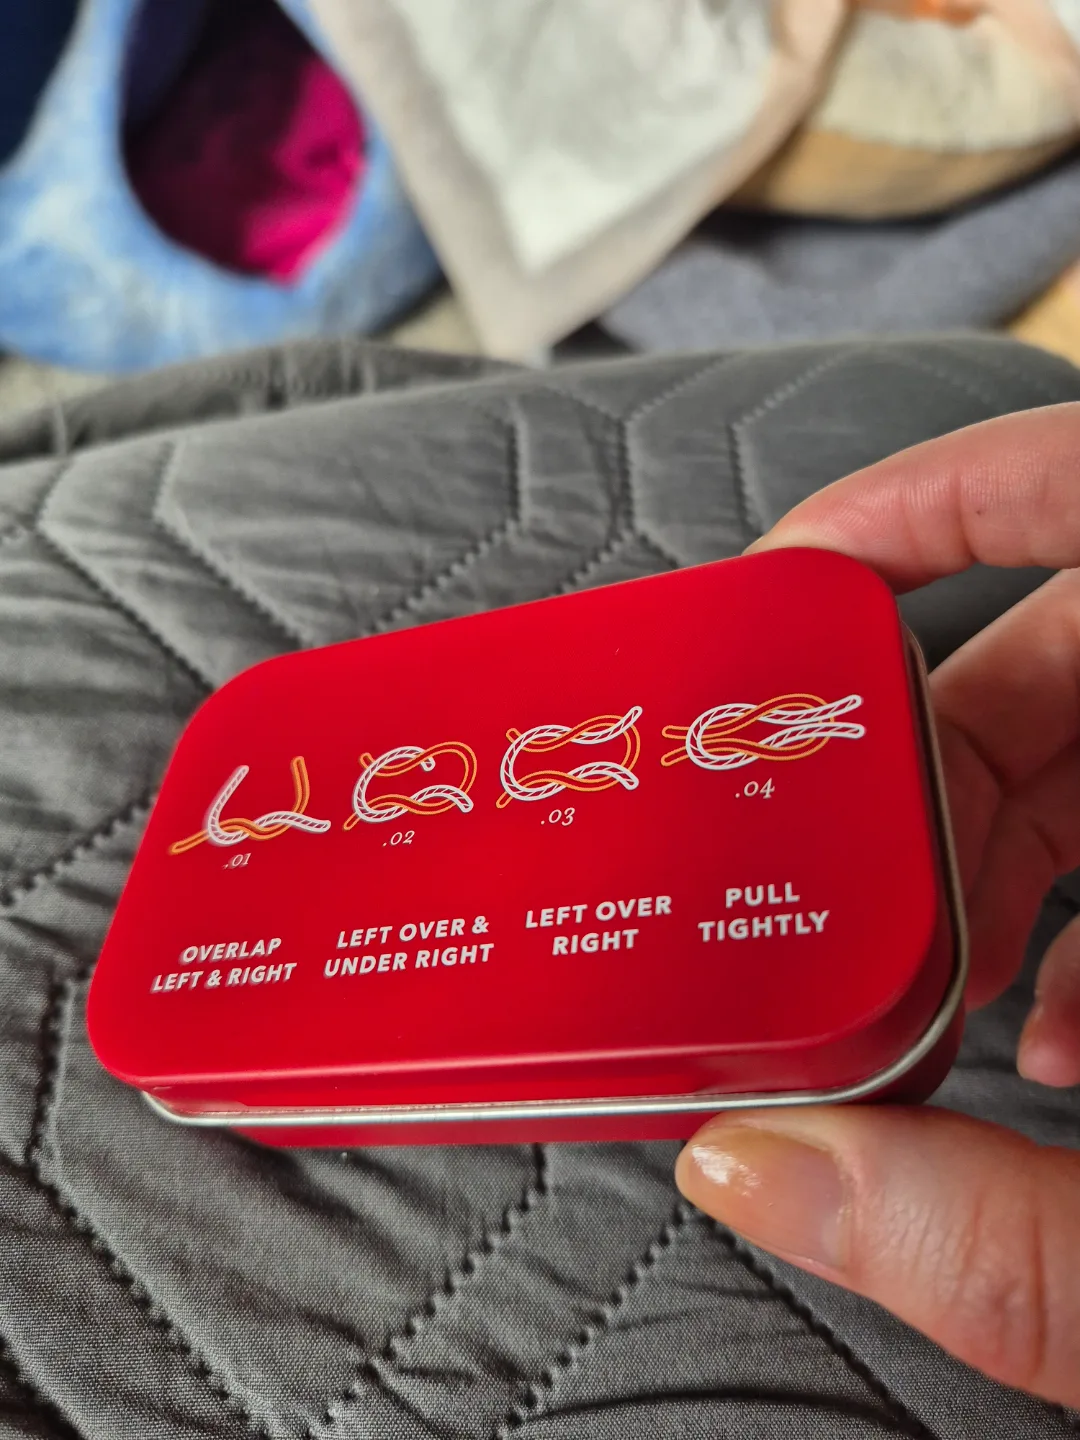 .01
.02
.03
.04
OVERLAP
LEFT & RIGHT
LEFT OVER &
UNDER RIGHT
LEFT OVER
RIGHT
PULL
TIGHTLY